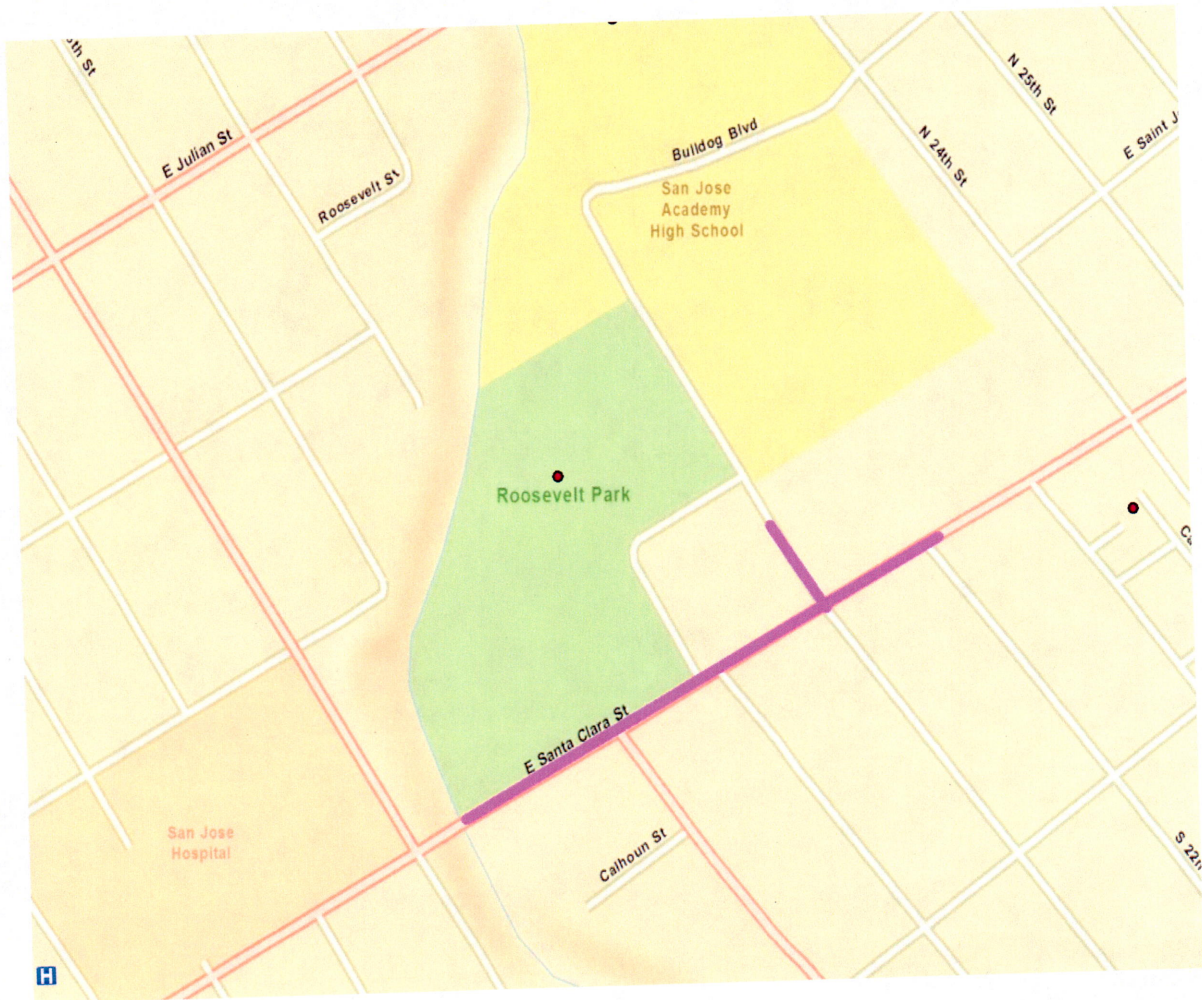 E Julian St
Roosevelt St
Bulldog Blvd
San Jose
Academy
High School
N 25th St
N 24th St
Roosevelt Park
E Santa Clara St
Calhoun St
San Jose
Hospital
H